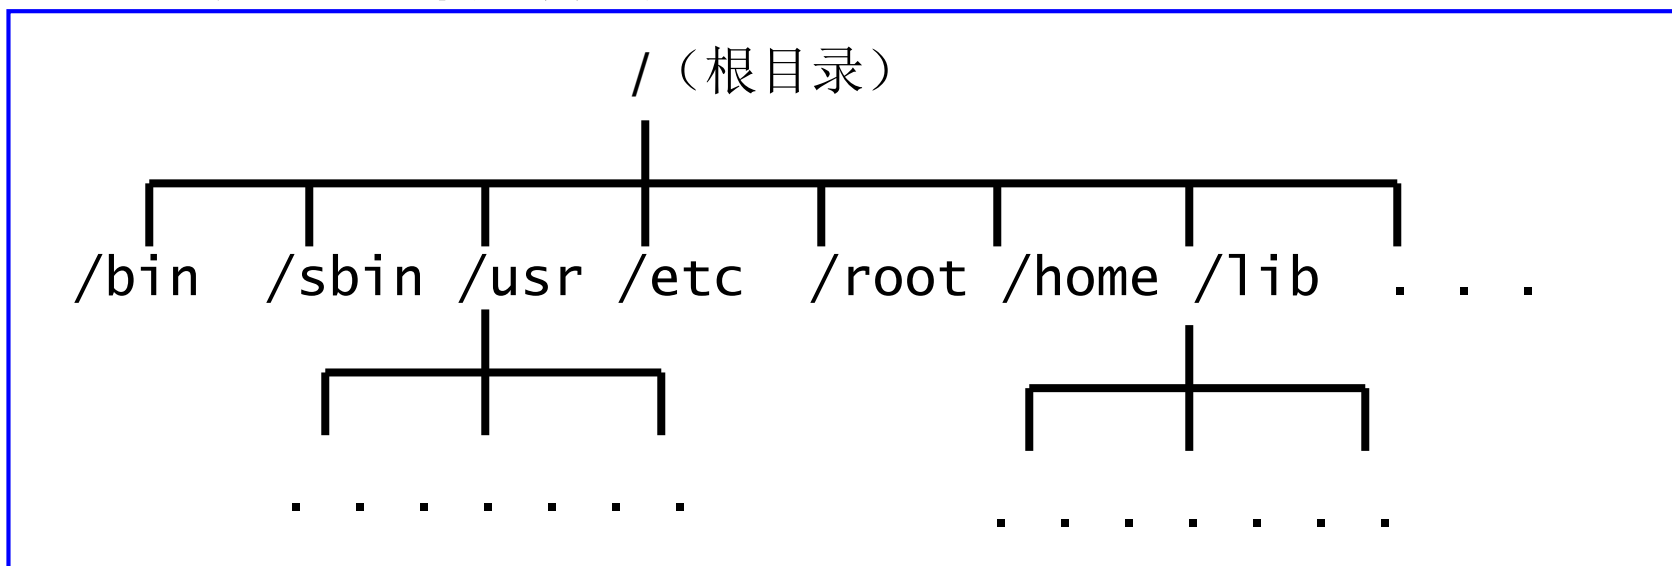 /（根目录）
/bin /sbin /usr /etc /root /home /lib . . .
. . . . . . .
. . . . . . .